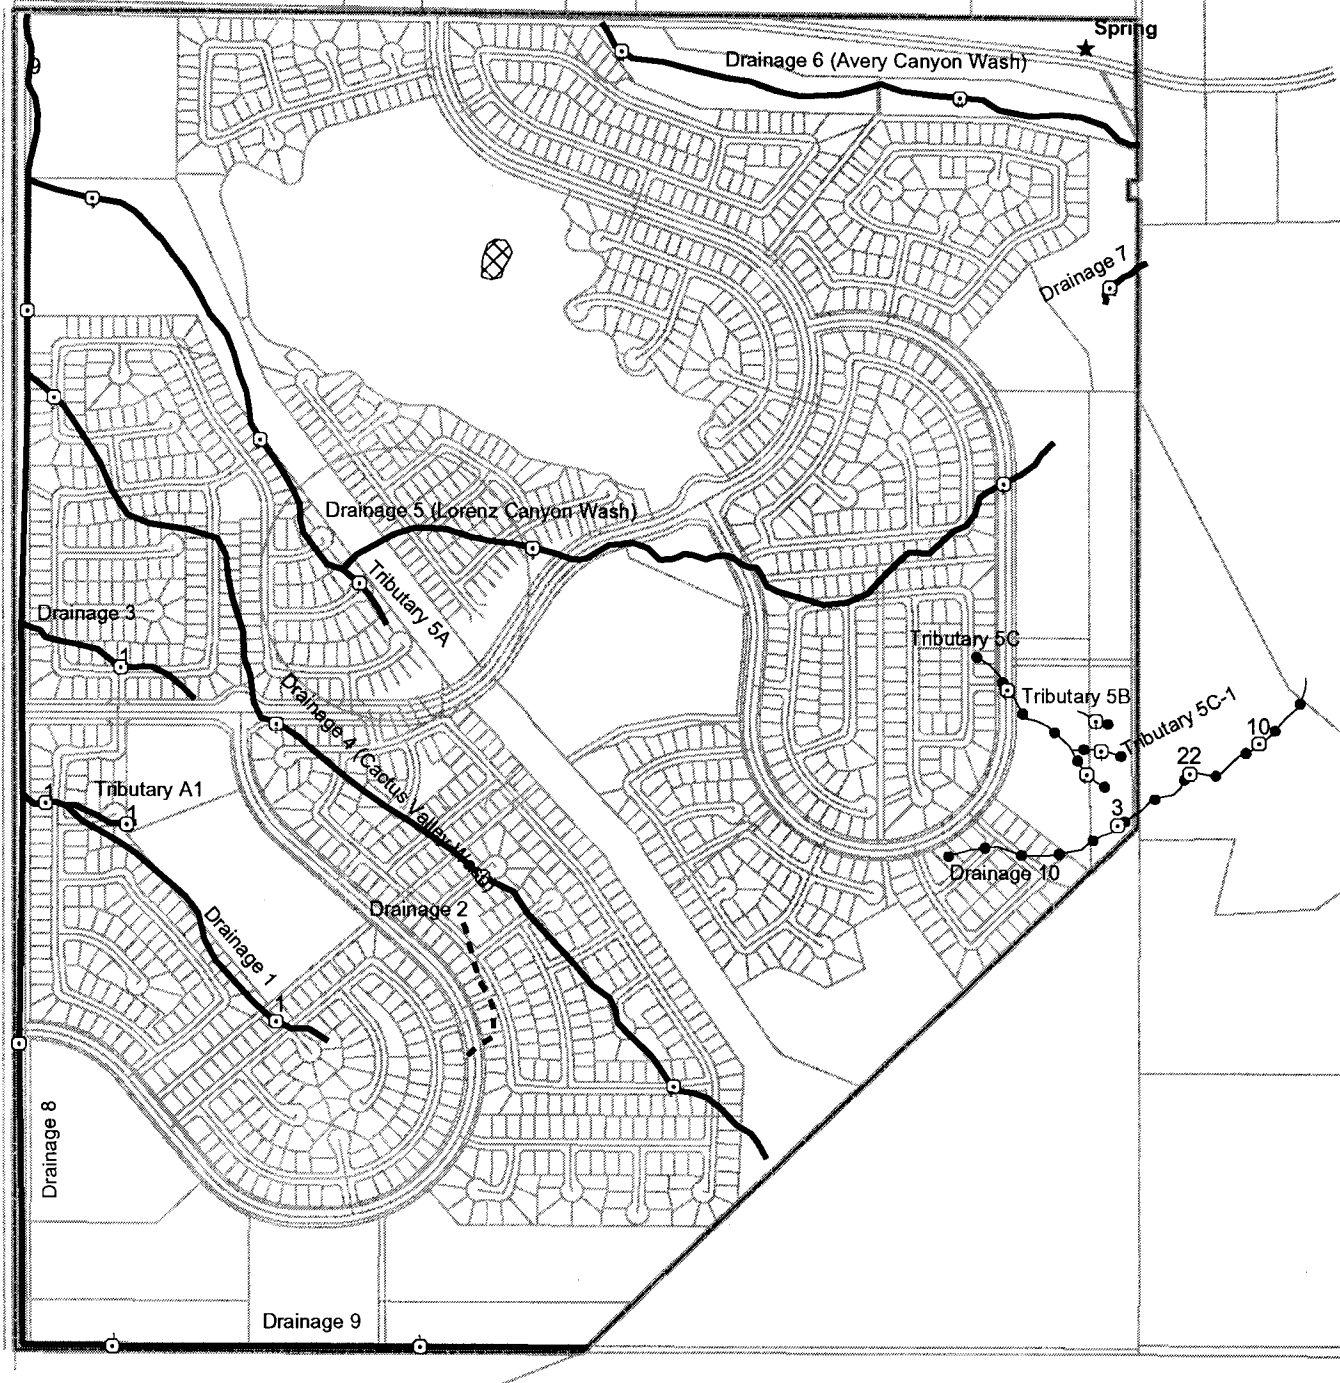 Spring
Drainage 6 (Avery Canyon Wash)
9
Drainage 7
Drainage 5 (Lorenz Canyon Wash)
Tributary 5A
Drainage 3
1
Tributary 5C
Tributary 5B
Tributary 5C-1
10
22
3
Drainage 4 (Cactus Valley Wash)
1
Tributary A1
1
Drainage 10
Drainage 2
Drainage 1
1
Drainage 8
Drainage 9